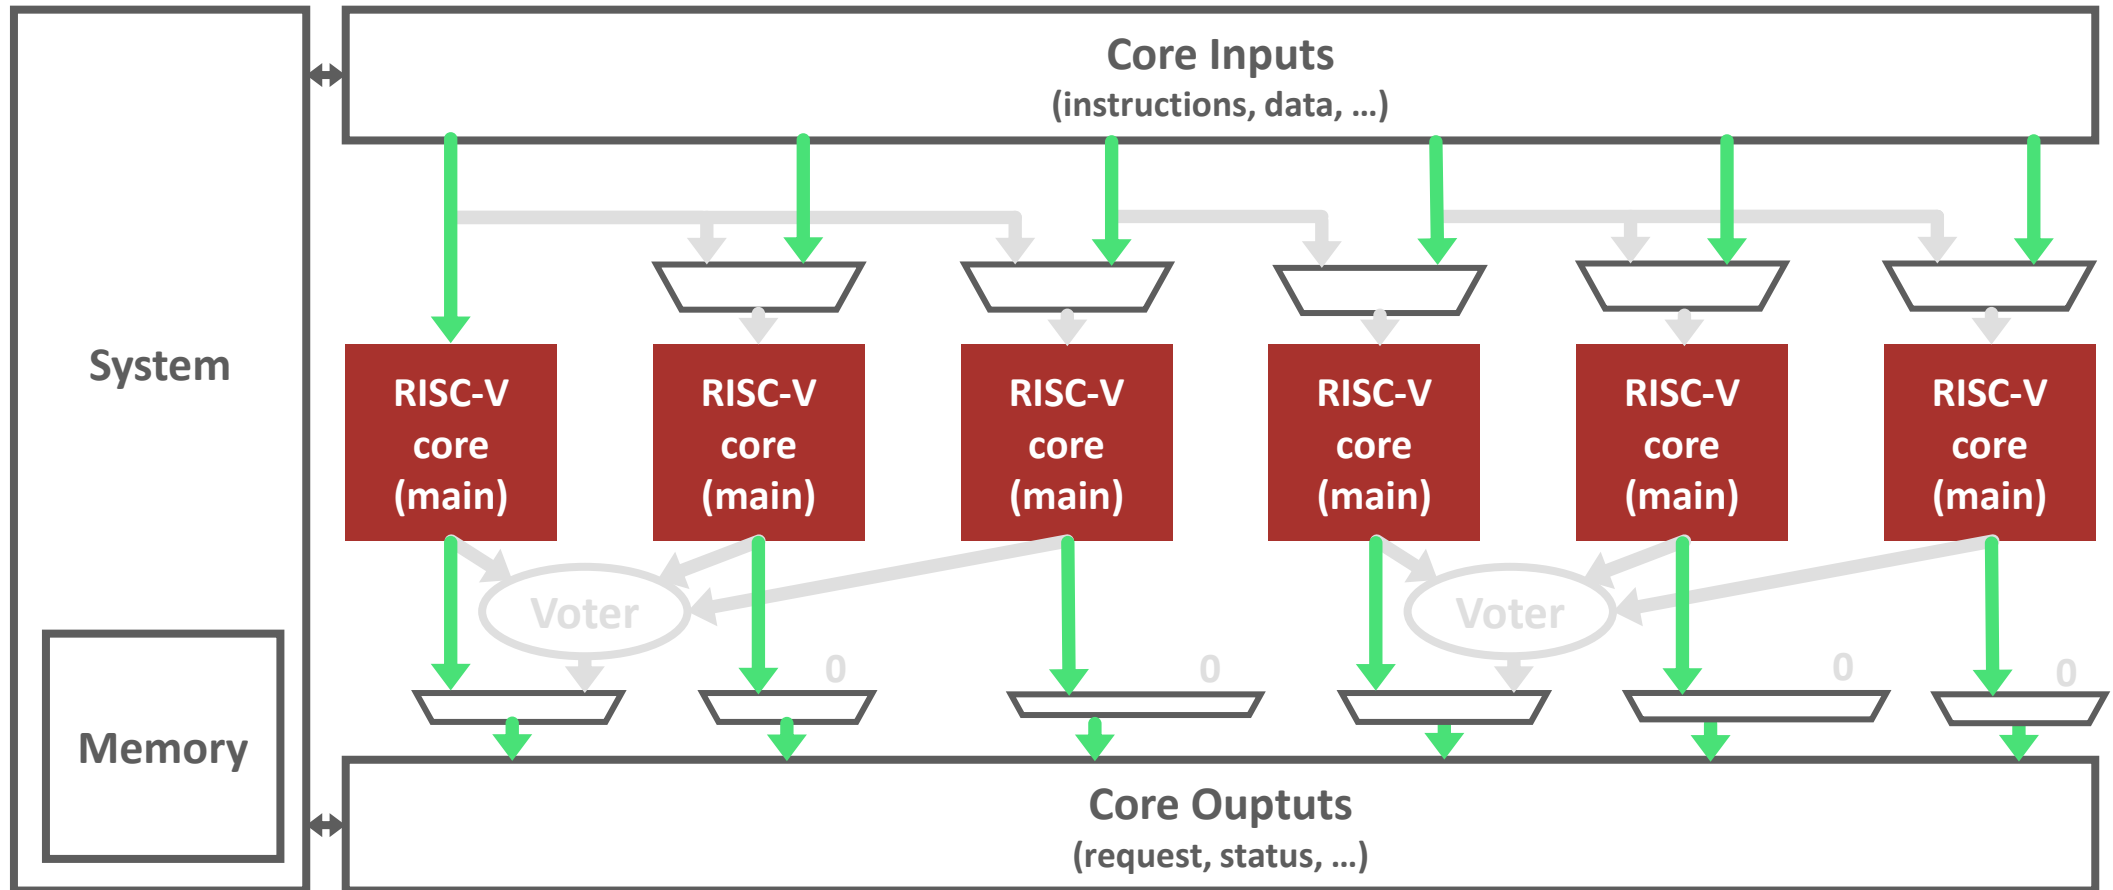 Core Inputs
(instructions, data, ...)
System
RISC-V
core
(main)
RISC-V
core
(main)
RISC-V
core
(main)
RISC-V
core
(main)
RISC-V
core
(main)
RISC-V
core
(main)
Voter
Voter
0
0
0
0
Memory
Core Ouptuts
(request, status, ...)